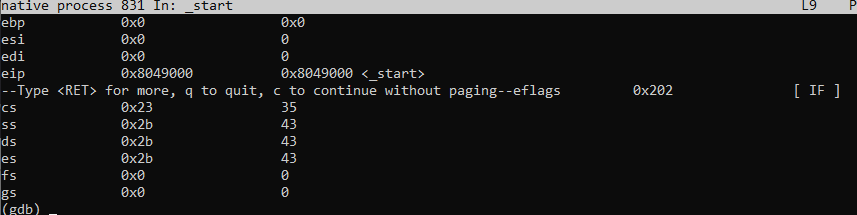 native process 831 In: _start L9 P
ebp 0x0 0x0
esi 0x0 0
edi 0x0 0
eip 0x8049000 0x8049000 <_start>
--Type <RET> for more, q to quit, c to continue without paging--eflags 0x202 [ IF ]
cs 0x23 35
ss 0x2b 43
ds 0x2b 43
es 0x2b 43
fs 0x0 0
gs 0x0 0
(gdb) _